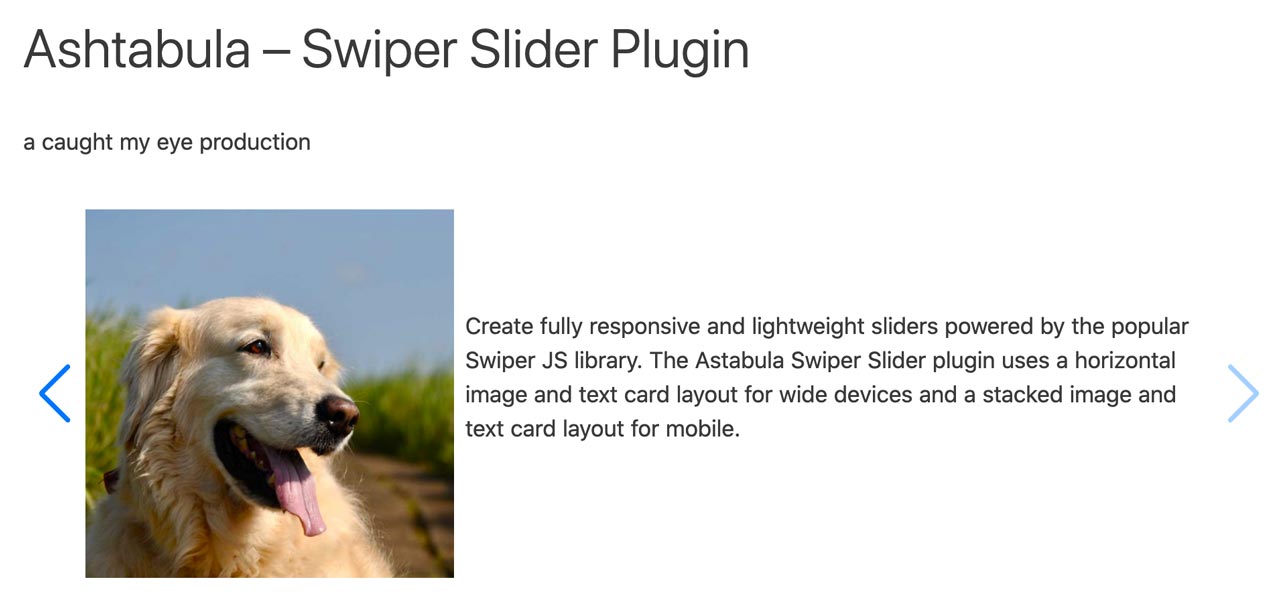 Ashtabula – Swiper Slider Plugin
a caught my eye production
Create fully responsive and lightweight sliders powered by the popular
Swiper JS library. The Astabula Swiper Slider plugin uses a horizontal
image and text card layout for wide devices and a stacked image and
text card layout for mobile.